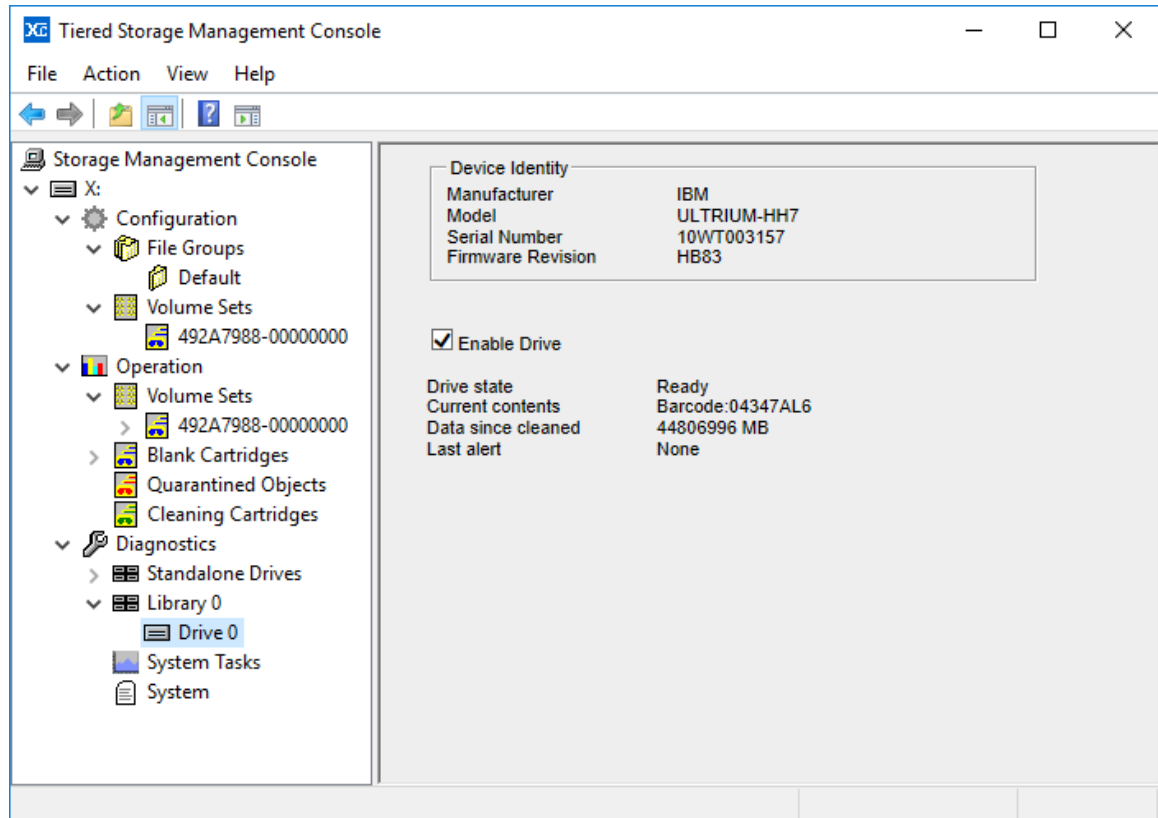 XC Tiered Storage Management Console
File Action View Help
Storage Management Console
X:
Configuration
File Groups
Default
Volume Sets
492A7988-00000000
Operation
Volume Sets
492A7988-00000000
Blank Cartridges
Quarantined Objects
Cleaning Cartridges
Diagnostics
Standalone Drives
Library 0
Drive 0
System Tasks
System
Device Identity
Manufacturer IBM
Model ULTRIUM-HH7
Serial Number 10WT003157
Firmware Revision HB83
Enable Drive
Drive state Ready
Current contents Barcode:04347AL6
Data since cleaned 44806996 MB
Last alert None